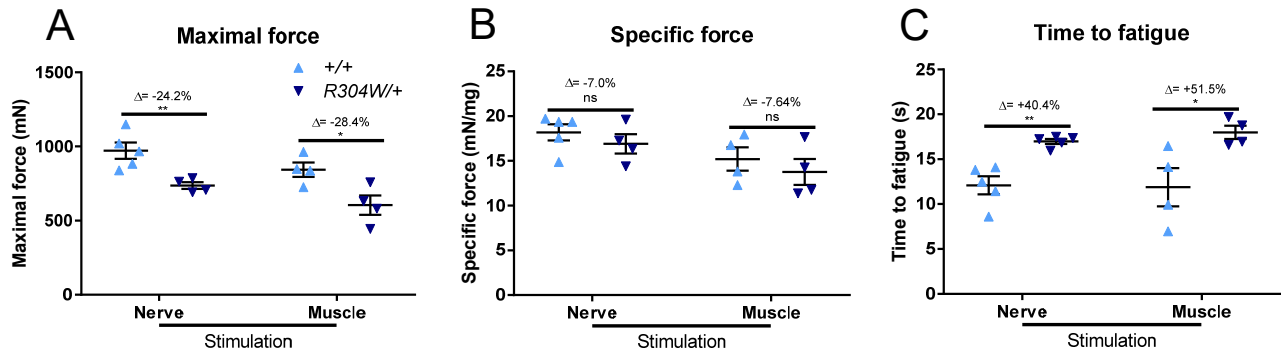 A
Maximal force
+/+
R304W/+
Maximal force (mN)
1500
1000
500
0
Δ= -24.2%
**
Δ= -28.4%
*
Nerve
Muscle
Stimulation
B
Specific force
Specific force (mN/mg)
25
20
15
10
5
0
Δ= -7.0%
ns
Δ= -7.64%
ns
Nerve
Muscle
Stimulation
C
Time to fatigue
Time to fatigue (s)
25
20
15
10
5
0
Δ= +40.4%
**
Δ= +51.5%
*
Nerve
Muscle
Stimulation